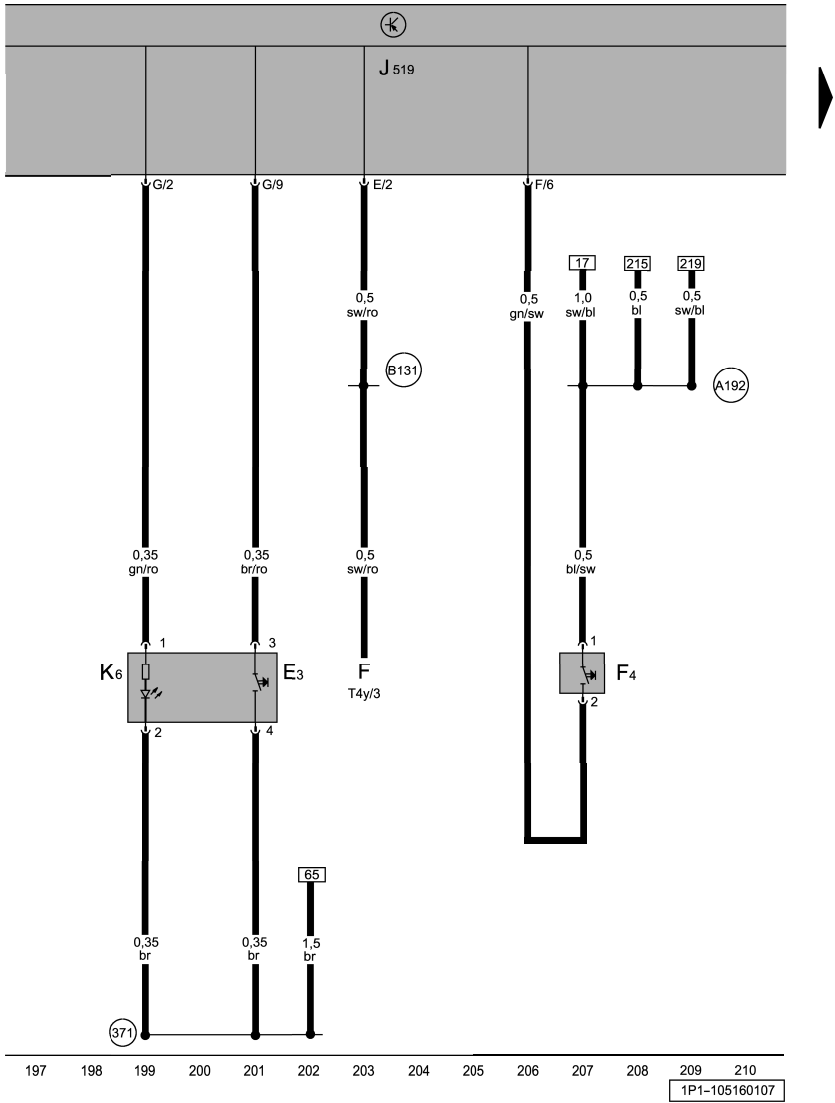 J 519
G/2 G/9 E/2 F/6
17 215 219
0,5 0,5 1,0 0,5 0,5
sw/ro gn/sw sw/bl bl sw/bl
B131
A192
0,35 0,35 0,5 0,5
gn/ro br/ro sw/ro bl/sw
1 3 1
K6 E3 F F4
T4y/3
2 4 2
65
0,35 0,35 1,5
br br br
371
197 198 199 200 201 202 203 204 205 206 207 208 209 210
1P1-105160107